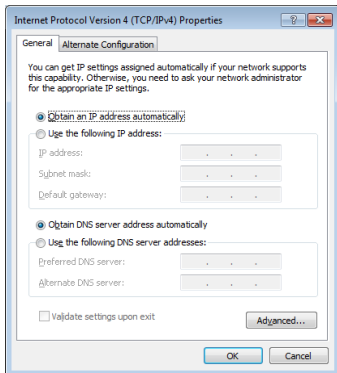 Internet Protocol Version 4 (TCP/IPv4) Properties
General
Alternate Configuration
You can get IP settings assigned automatically if your network supports
this capability. Otherwise, you need to ask your network administrator
for the appropriate IP settings.
Obtain an IP address automatically
Use the following IP address:
IP address:
Subnet mask:
Default gateway:
Obtain DNS server address automatically
Use the following DNS server addresses:
Preferred DNS server:
Alternate DNS server:
Validate settings upon exit
Advanced...
OK
Cancel